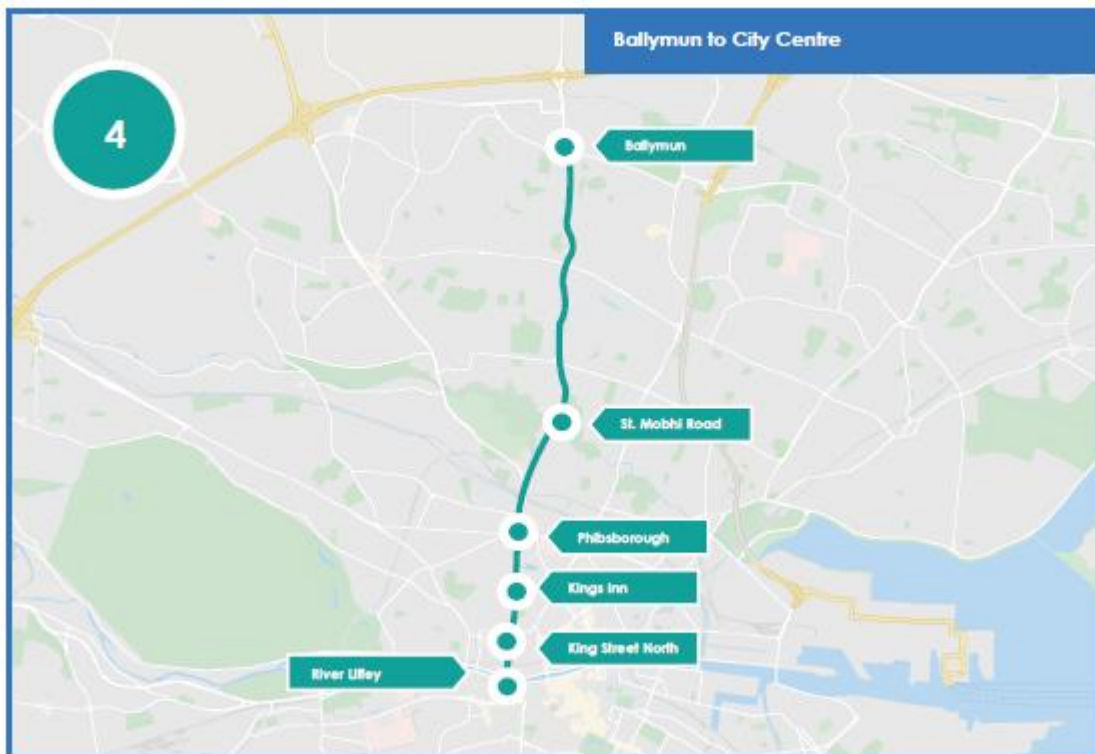 Ballymun to City Centre
4
Ballymun
St. Mobhi Road
Phibsborough
Kings Inn
King Street North
River Liffey